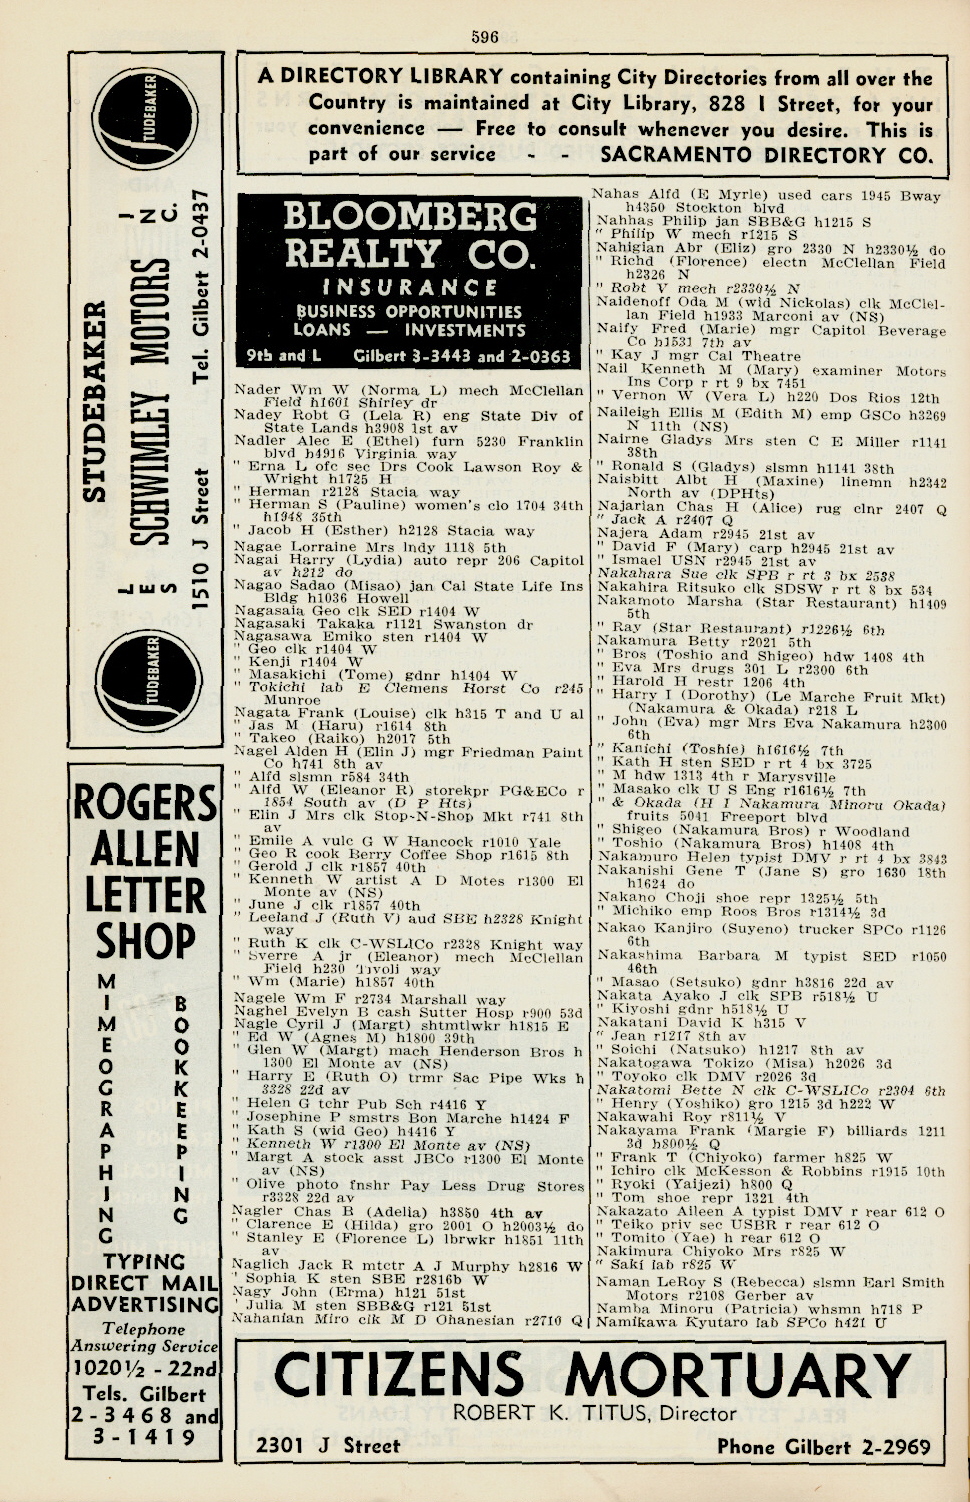 596
A DIRECTORY LIBRARY containing City Directories from all over the
Country is maintained at City Library, 828 I Street, for your
convenience — Free to consult whenever you desire. This is
part of our service - - SACRAMENTO DIRECTORY CO.
STUDEBAKER
STUDEBAKER
LES SCHWIMLEY MOTORS INC.
1510 J Street Tel. Gilbert 2-0437
STUDEBAKER
ROGERS
ALLEN
LETTER
SHOP
MIMEOGRAPHING
BOOKKEEPING
TYPING
DIRECT MAIL
ADVERTISING
Telephone
Answering Service
1020½ - 22nd
Tels. Gilbert
2-3468 and
3-1419
BLOOMBERG
REALTY CO.
INSURANCE
BUSINESS OPPORTUNITIES
LOANS — INVESTMENTS
9th and L Gilbert 3-3443 and 2-0363
Nader Wm W (Norma L) mech McClellan
Field h1601 Shirley dr
Nadey Robt G (Lela R) eng State Div of
State Lands h3908 1st av
Nadler Alec E (Ethel) furn 5230 Franklin
blvd h4916 Virginia way
" Erna L ofc sec Drs Cook Lawson Roy &
Wright h1725 H
" Herman r2128 Stacia way
" Herman S (Pauline) women's clo 1704 34th
h1948 35th
" Jacob H (Esther) h2128 Stacia way
Nagae Lorraine Mrs lndy 1118 5th
Nagai Harry (Lydia) auto repr 206 Capitol
av h212 do
Nagao Sadao (Misao) jan Cal State Life Ins
Bldg h1036 Howell
Nagasaia Geo clk SED r1404 W
Nagasaki Takaka r1121 Swanston dr
Nagasawa Emiko sten r1404 W
" Geo clk r1404 W
" Kenji r1404 W
" Masakichi (Tome) gdnr h1404 W
" Tokichi lab E Clemens Horst Co r245
Munroe
Nagata Frank (Louise) clk h315 T and U al
" Jas M (Haru) r1614 8th
" Takeo (Raiko) h2017 5th
Nagel Alden H (Elin J) mgr Friedman Paint
Co h741 8th av
" Alfd slsmn r584 34th
" Alfd W (Eleanor R) storekpr PG&ECo r
1854 South av (D P Hts)
" Elin J Mrs clk Stop-N-Shop Mkt r741 8th
av
" Emile A vulc G W Hancock r1010 Yale
" Geo R cook Berry Coffee Shop r1615 8th
" Gerold J clk r1857 40th
" Kenneth W artist A D Motes r1300 El
Monte av (NS)
" June J clk r1857 40th
" Leeland J (Ruth V) aud SBE h2328 Knight
way
" Ruth K clk C-WSLICo r2328 Knight way
" Sverre A jr (Eleanor) mech McClellan
Field h230 Tivoli way
" Wm (Marie) h1857 40th
Nagele Wm F r2734 Marshall way
Naghel Evelyn B cash Sutter Hosp r900 53d
Nagle Cyril J (Margt) shtmtlwkr h1815 E
" Ed W (Agnes M) h1800 39th
" Glen W (Margt) mach Henderson Bros h
1300 El Monte av (NS)
" Harry E (Ruth O) trmr Sac Pipe Wks h
3328 22d av
" Helen G tchr Pub Sch r4416 Y
" Josephine P smstrs Bon Marche h1424 F
" Kath S (wid Geo) h4416 Y
" Kenneth W r1300 El Monte av (NS)
" Margt A stock asst JBCo r1300 El Monte
av (NS)
" Olive photo fnshr Pay Less Drug Stores
r3328 22d av
Nagler Chas B (Adelia) h3850 4th av
" Clarence E (Hilda) gro 2001 O h2003½ do
" Stanley E (Florence L) lbrwkr h1851 11th
av
Naglich Jack R mtctr A J Murphy h2816 W
' Sophia K sten SBE r2816b W
Nagy John (Erma) h121 51st
' Julia M sten SBB&G r121 51st
Nahanian Miro clk M D Ohanesian r2710 Q
Nahas Alfd (E Myrle) used cars 1945 Bway
h4350 Stockton blvd
Nahhas Philip jan SBB&G h1215 S
" Philip W mech r1215 S
Nahigian Abr (Eliz) gro 2330 N h2330½ do
" Richd (Florence) electn McClellan Field
h2326 N
" Robt V mech r2330½ N
Naidenoff Oda M (wid Nickolas) clk McClel-
lan Field h1933 Marconi av (NS)
Naify Fred (Marie) mgr Capitol Beverage
Co h1531 7th av
" Kay J mgr Cal Theatre
Nail Kenneth M (Mary) examiner Motors
Ins Corp r rt 9 bx 7451
" Vernon W (Vera L) h220 Dos Rios 12th
Naileigh Ellis M (Edith M) emp GSCo h3269
N 11th (NS)
Nairne Gladys Mrs sten C E Miller r1141
38th
" Ronald S (Gladys) slsmn h1141 38th
Naisbitt Albt H (Maxine) linemn h2342
North av (DPHts)
Najarian Chas H (Alice) rug clnr 2407 Q
" Jack A r2407 Q
Najera Adam r2945 21st av
" David F (Mary) carp h2945 21st av
" Ismael USN r2945 21st av
Nakahara Sue clk SPB r rt 3 bx 2538
Nakahira Ritsuko clk SDSW r rt 8 bx 534
Nakamoto Marsha (Star Restaurant) h1409
5th
" Ray (Star Restaurant) r1226½ 6th
Nakamura Betty r2021 5th
" Bros (Toshio and Shigeo) hdw 1408 4th
" Eva Mrs drugs 301 L r2300 6th
" Harold H restr 1206 4th
" Harry I (Dorothy) (Le Marche Fruit Mkt)
(Nakamura & Okada) r218 L
" John (Eva) mgr Mrs Eva Nakamura h2300
6th
" Kanichi (Toshie) h1616½ 7th
" Kath H sten SED r rt 4 bx 3725
" M hdw 1313 4th r Marysville
" Masako clk U S Eng r1616½ 7th
" & Okada (H I Nakamura Minoru Okada)
fruits 5041 Freeport blvd
" Shigeo (Nakamura Bros) r Woodland
" Toshio (Nakamura Bros) h1408 4th
Nakamuro Helen typist DMV r rt 4 bx 3843
Nakanishi Gene T (Jane S) gro 1630 18th
h1624 do
Nakano Choji shoe repr 1325½ 5th
" Michiko emp Roos Bros r1314½ 3d
Nakao Kanjiro (Suyeno) trucker SPCo r1126
6th
Nakashima Barbara M typist SED r1050
46th
" Masao (Setsuko) gdnr h3816 22d av
Nakata Ayako J clk SPB r518½ U
" Kiyoshi gdnr h518½ U
Nakatani David K h315 V
" Jean r1217 8th av
" Soichi (Natsuko) h1217 8th av
Nakatogawa Tokizo (Misa) h2026 3d
" Toyoko clk DMV r2026 3d
Nakatomi Bette N clk C-WSLICo r2304 6th
" Henry (Yoshiko) gro 1215 3d h222 W
Nakawahi Roy r811½ V
Nakayama Frank (Margie F) billiards 1211
3d h800½ Q
" Frank T (Chiyoko) farmer h825 W
" Ichiro clk McKesson & Robbins r1915 10th
" Ryoki (Yaijezi) h800 Q
" Tom shoe repr 1321 4th
Nakazato Aileen A typist DMV r rear 612 O
" Teiko priv sec USBR r rear 612 O
" Tomito (Yae) h rear 612 O
Nakimura Chiyoko Mrs r825 W
" Saki lab r825 W
Naman LeRoy S (Rebecca) slsmn Earl Smith
Motors r2108 Gerber av
Namba Minoru (Patricia) whsmn h718 P
Namikawa Kyutaro lab SPCo h421 U
CITIZENS MORTUARY
ROBERT K. TITUS, Director
2301 J Street Phone Gilbert 2-2969